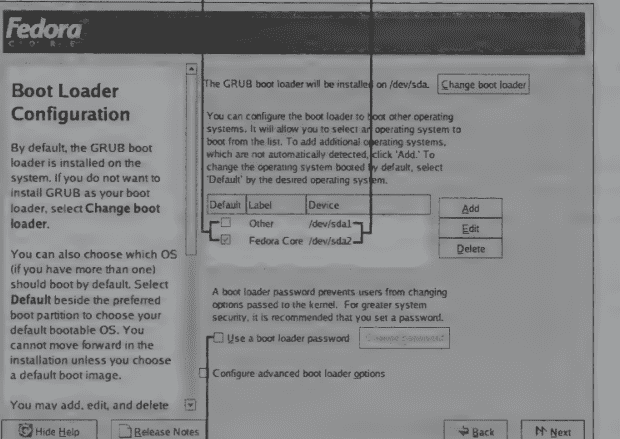 Fedora
CORE
Boot Loader
Configuration
By default, the GRUB boot
loader is installed on the
system. If you do not want to
install GRUB as your boot
loader, select Change boot
loader.
You can also choose which OS
(if you have more than one)
should boot by default. Select
Default beside the preferred
boot partition to choose your
default bootable OS. You
cannot move forward in the
installation unless you choose
a default boot image.
You may add, edit, and delete
The GRUB boot loader will be installed on /dev/sda. Change boot loader
You can configure the boot loader to boot other operating
systems. It will allow you to select an operating system to
boot from the list. To add additional operating systems,
which are not automatically detected, click 'Add.' To
change the operating system booted by default, select
'Default' by the desired operating system.
Default Label Device
Other /dev/sda1
Fedora Core /dev/sda2
Add
Edit
Delete
A boot loader password prevents users from changing
options passed to the kernel. For greater system
security, it is recommended that you set a password.
Use a boot loader password
Configure advanced boot loader options
Hide Help Release Notes Back Next